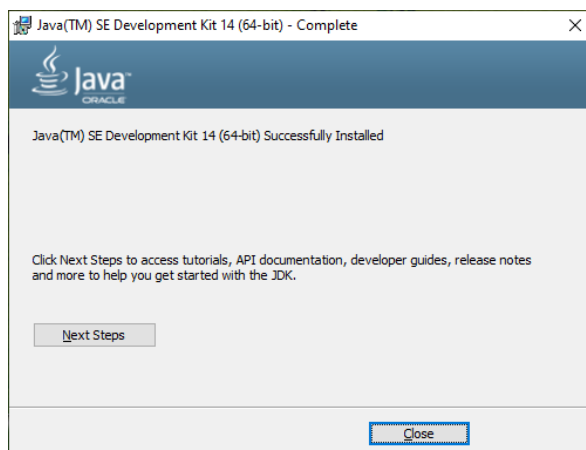 Java(TM) SE Development Kit 14 (64-bit) - Complete
Java™
ORACLE
Java(TM) SE Development Kit 14 (64-bit) Successfully Installed
Click Next Steps to access tutorials, API documentation, developer guides, release notes
and more to help you get started with the JDK.
Next Steps
Close